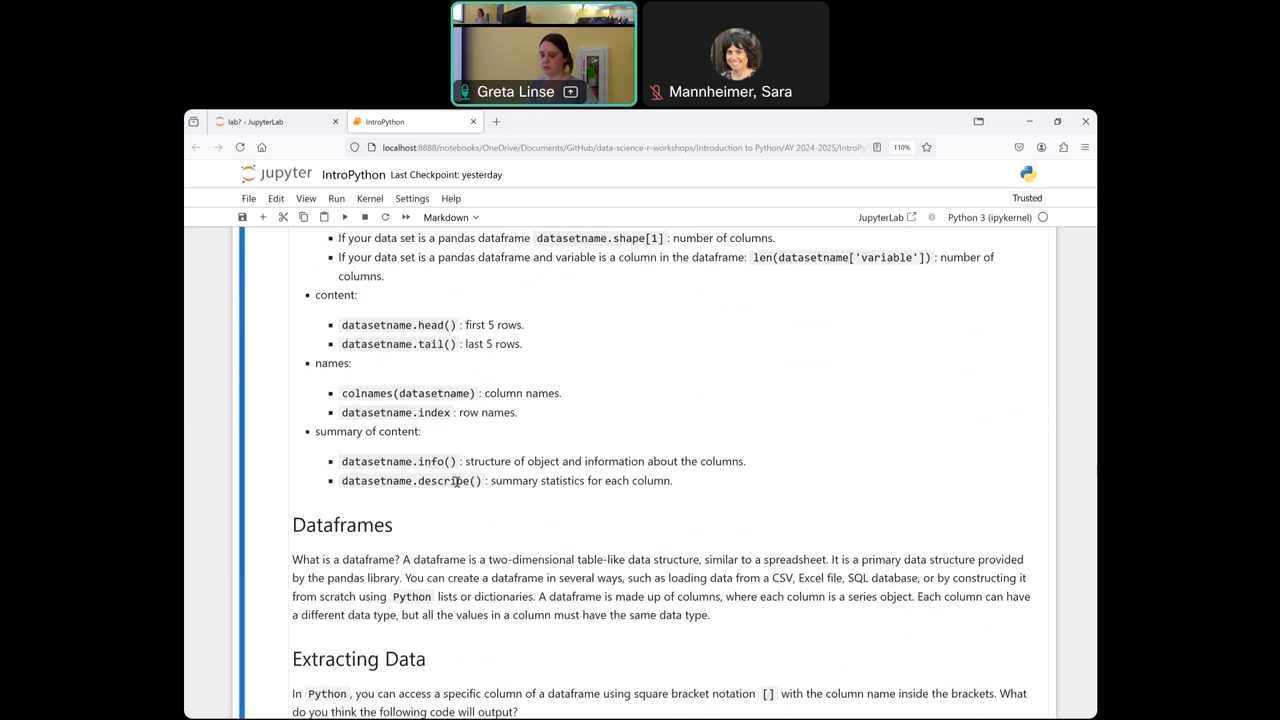 Greta Linse
Mannheimer, Sara
lab? - JupyterLab
IntroPython
localhost:8888/notebooks/OneDrive/Documents/GitHub/data-science-r-workshops/Introduction to Python/AY 2024-2025/IntroPy
110%
jupyter IntroPython Last Checkpoint: yesterday
File Edit View Run Kernel Settings Help
Trusted
Markdown
JupyterLab
Python 3 (ipykernel)
If your data set is a pandas dataframe datasetname.shape[1] : number of columns.
If your data set is a pandas dataframe and variable is a column in the dataframe: len(datasetname['variable']) : number of
columns.
• content:
datasetname.head() : first 5 rows.
datasetname.tail() : last 5 rows.
• names:
colnames(datasetname) : column names.
datasetname.index : row names.
• summary of content:
datasetname.info() : structure of object and information about the columns.
datasetname.describe() : summary statistics for each column.
Dataframes
What is a dataframe? A dataframe is a two-dimensional table-like data structure, similar to a spreadsheet. It is a primary data structure provided
by the pandas library. You can create a dataframe in several ways, such as loading data from a CSV, Excel file, SQL database, or by constructing it
from scratch using Python lists or dictionaries. A dataframe is made up of columns, where each column is a series object. Each column can have
a different data type, but all the values in a column must have the same data type.
Extracting Data
In Python , you can access a specific column of a dataframe using square bracket notation [] with the column name inside the brackets. What
do you think the following code will output?